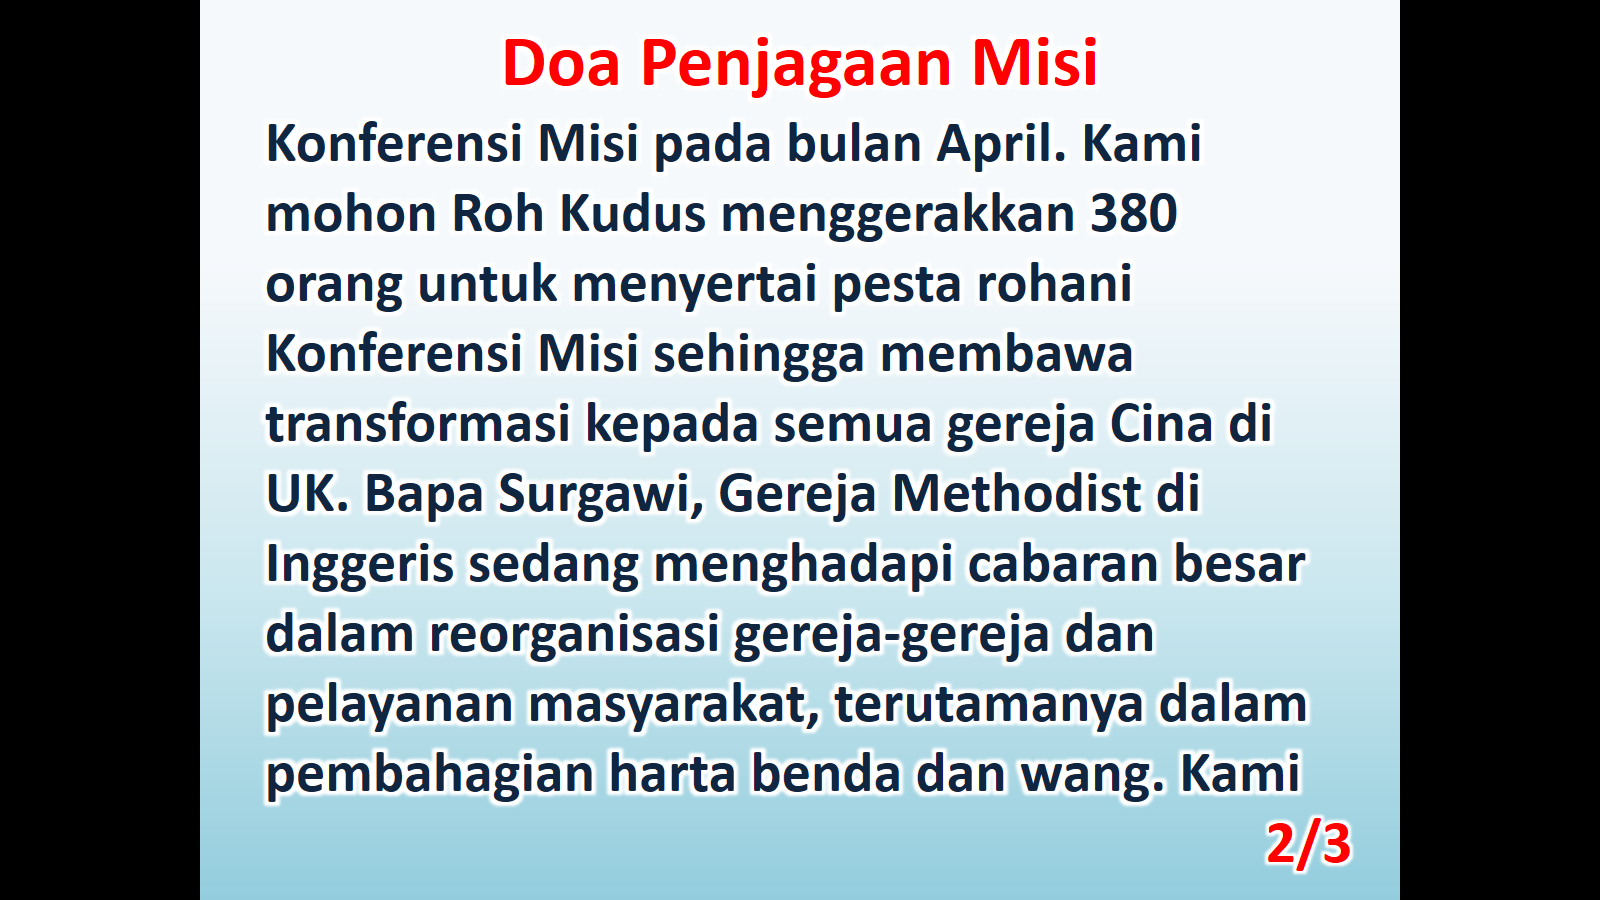 Doa Penjagaan Misi
Konferensi Misi pada bulan April. Kami
mohon Roh Kudus menggerakkan 380
orang untuk menyertai pesta rohani
Konferensi Misi sehingga membawa
transformasi kepada semua gereja Cina di
UK. Bapa Surgawi, Gereja Methodist di
Inggeris sedang menghadapi cabaran besar
dalam reorganisasi gereja-gereja dan
pelayanan masyarakat, terutamanya dalam
pembahagian harta benda dan wang. Kami
2/3